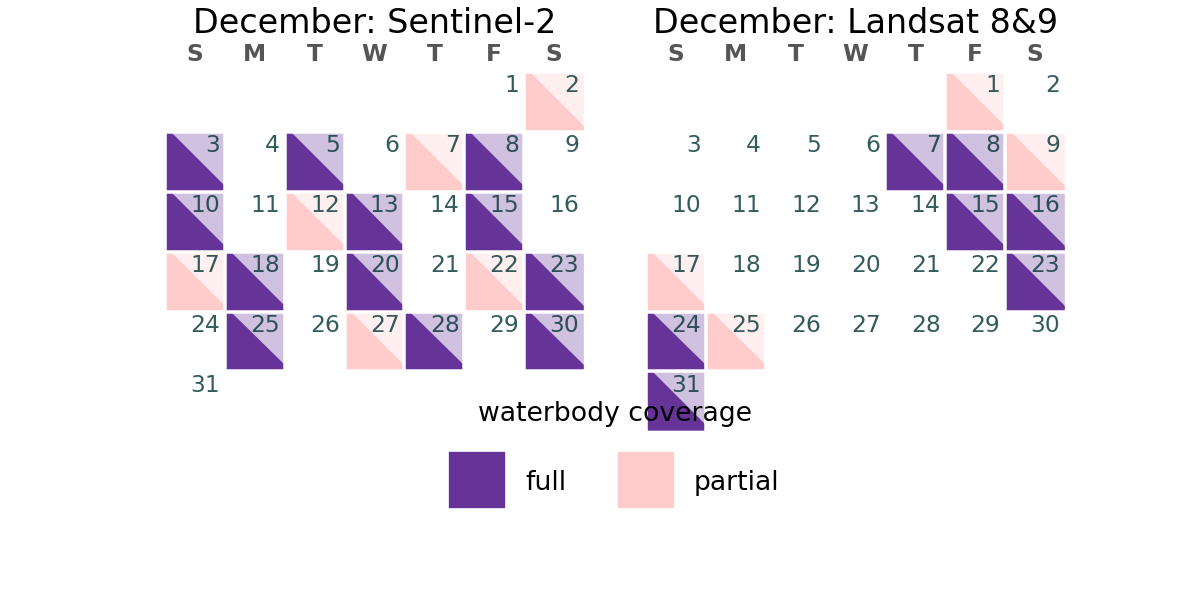 December: Sentinel-2
S M T W T F S
1 2
3 4 5 6 7 8 9
10 11 12 13 14 15 16
17 18 19 20 21 22 23
24 25 26 27 28 29 30
31
December: Landsat 8&9
S M T W T F S
1 2
3 4 5 6 7 8 9
10 11 12 13 14 15 16
17 18 19 20 21 22 23
24 25 26 27 28 29 30
31
waterbody coverage
full
partial